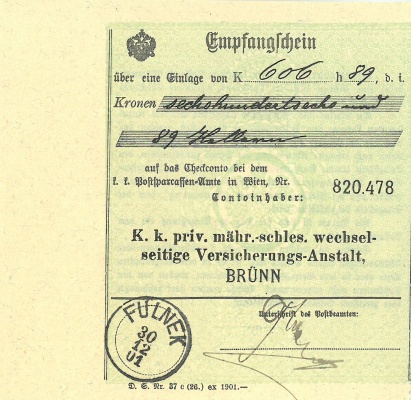 Empfangschein
über eine Einlage von K 606 h 89, d. i.
Kronen sechshundertsechs und
89 Hellern
auf das Checkconto bei dem
k. k. Postsparcassen-Amte in Wien, Nr. 820.478
Contoinhaber:
K. k. priv. mähr.-schles. wechsel-
seitige Versicherungs-Anstalt,
BRÜNN
Unterschrift des Postbeamten:
FULNEK
30
12
01
D. S. Nr. 37 c (26.) ex 1901.—